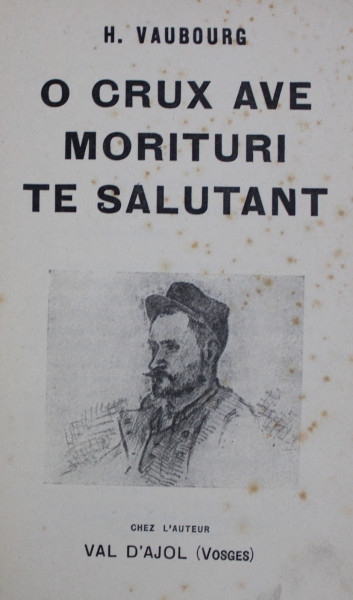 H. VAUBOURG
O CRUX AVE
MORITURI
TE SALUTANT
CHEZ L'AUTEUR
VAL D'AJOL (VOSGES)